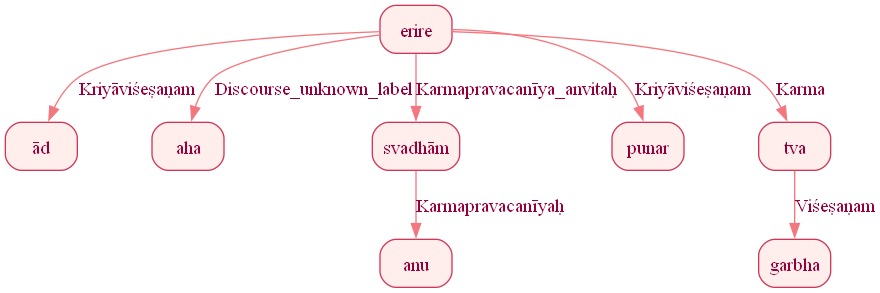 erire
Kriyāviśeṣaṇam Discourse_unknown_label Karmapravacanīya_anvitaḥ Kriyāviśeṣaṇam Karma
ād aha svadhām punar tva
Karmapravacanīyaḥ Viśeṣaṇam
anu garbha